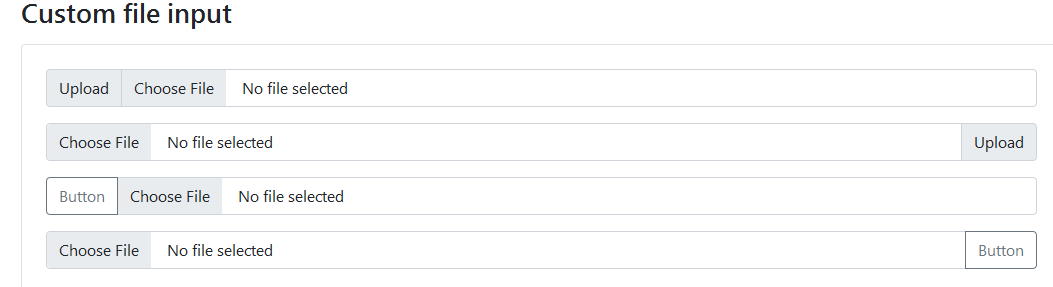 Custom file input
Upload Choose File No file selected
Choose File No file selected Upload
Button Choose File No file selected
Choose File No file selected Button